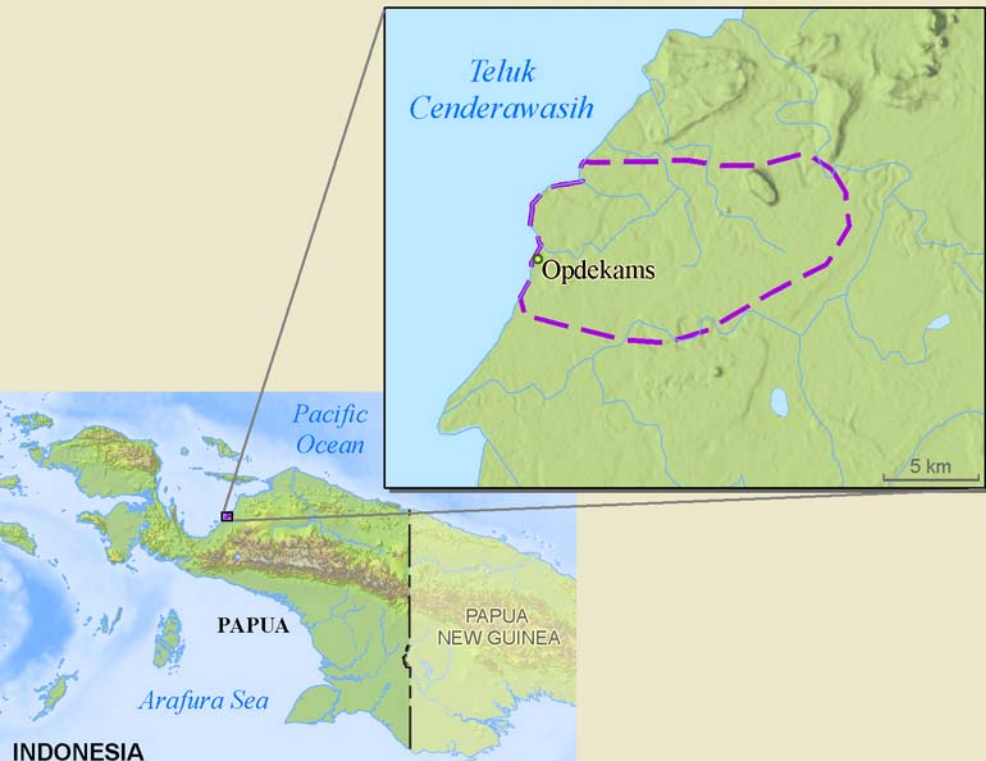 Teluk
Cenderawasih
Opdekams
5 km
Pacific
Ocean
PAPUA
PAPUA
NEW GUINEA
Arafura Sea
INDONESIA